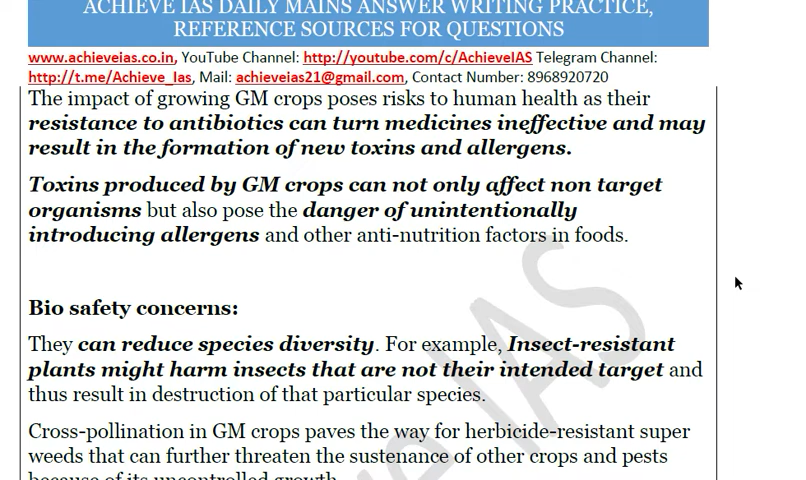 ACHIEVE IAS DAILY MAINS ANSWER WRITING PRACTICE,
REFERENCE SOURCES FOR QUESTIONS
www.achieveias.co.in, YouTube Channel: http://youtube.com/c/AchieveIAS Telegram Channel:
http://t.me/Achieve_Ias, Mail: achieveias21@gmail.com, Contact Number: 8968920720
The impact of growing GM crops poses risks to human health as their
resistance to antibiotics can turn medicines ineffective and may
result in the formation of new toxins and allergens.
Toxins produced by GM crops can not only affect non target
organisms but also pose the danger of unintentionally
introducing allergens and other anti-nutrition factors in foods.
Bio safety concerns:
They can reduce species diversity. For example, Insect-resistant
plants might harm insects that are not their intended target and
thus result in destruction of that particular species.
Cross-pollination in GM crops paves the way for herbicide-resistant super
weeds that can further threaten the sustenance of other crops and pests
because of its uncontrolled growth.
eve IAS